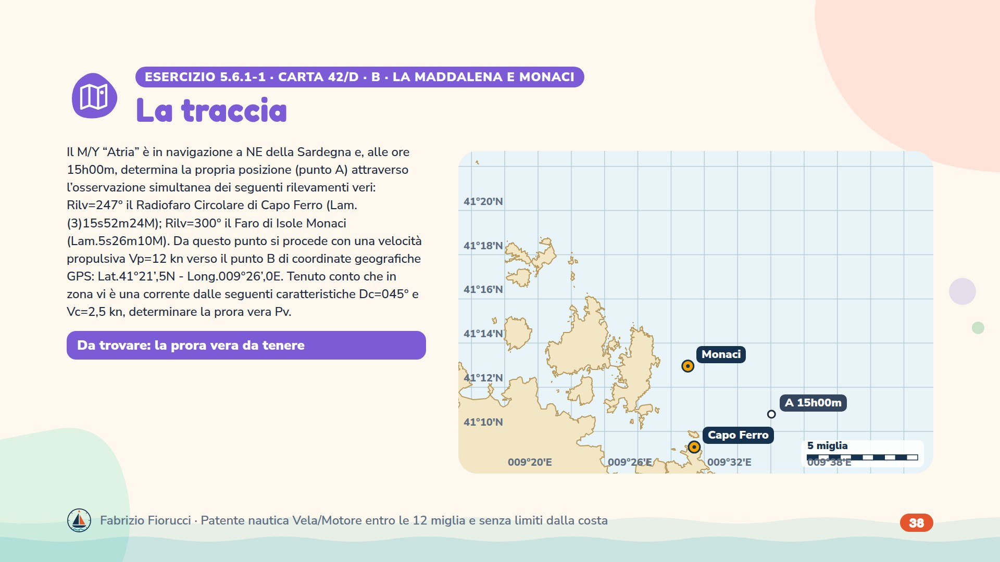 ESERCIZIO 5.6.1-1 · CARTA 42/D · B · LA MADDALENA E MONACI
La traccia
Il M/Y “Atria” è in navigazione a NE della Sardegna e, alle ore
15h00m, determina la propria posizione (punto A) attraverso
l’osservazione simultanea dei seguenti rilevamenti veri:
Rilv=247° il Radiofaro Circolare di Capo Ferro (Lam.
(3)15s52m24M); Rilv=300° il Faro di Isole Monaci
(Lam.5s26m10M). Da questo punto si procede con una velocità
propulsiva Vp=12 kn verso il punto B di coordinate geografiche
GPS: Lat.41°21’,5N - Long.009°26’,0E. Tenuto conto che in
zona vi è una corrente dalle seguenti caratteristiche Dc=045° e
Vc=2,5 kn, determinare la prora vera Pv.
Da trovare: la prora vera da tenere
41°20'N
41°18'N
41°16'N
41°14'N
Monaci
41°12'N
A 15h00m
41°10'N
Capo Ferro
5 miglia
009°20'E
009°26'E
009°32'E
009°38'E
Fabrizio Fiorucci · Patente nautica Vela/Motore entro le 12 miglia e senza limiti dalla costa
38